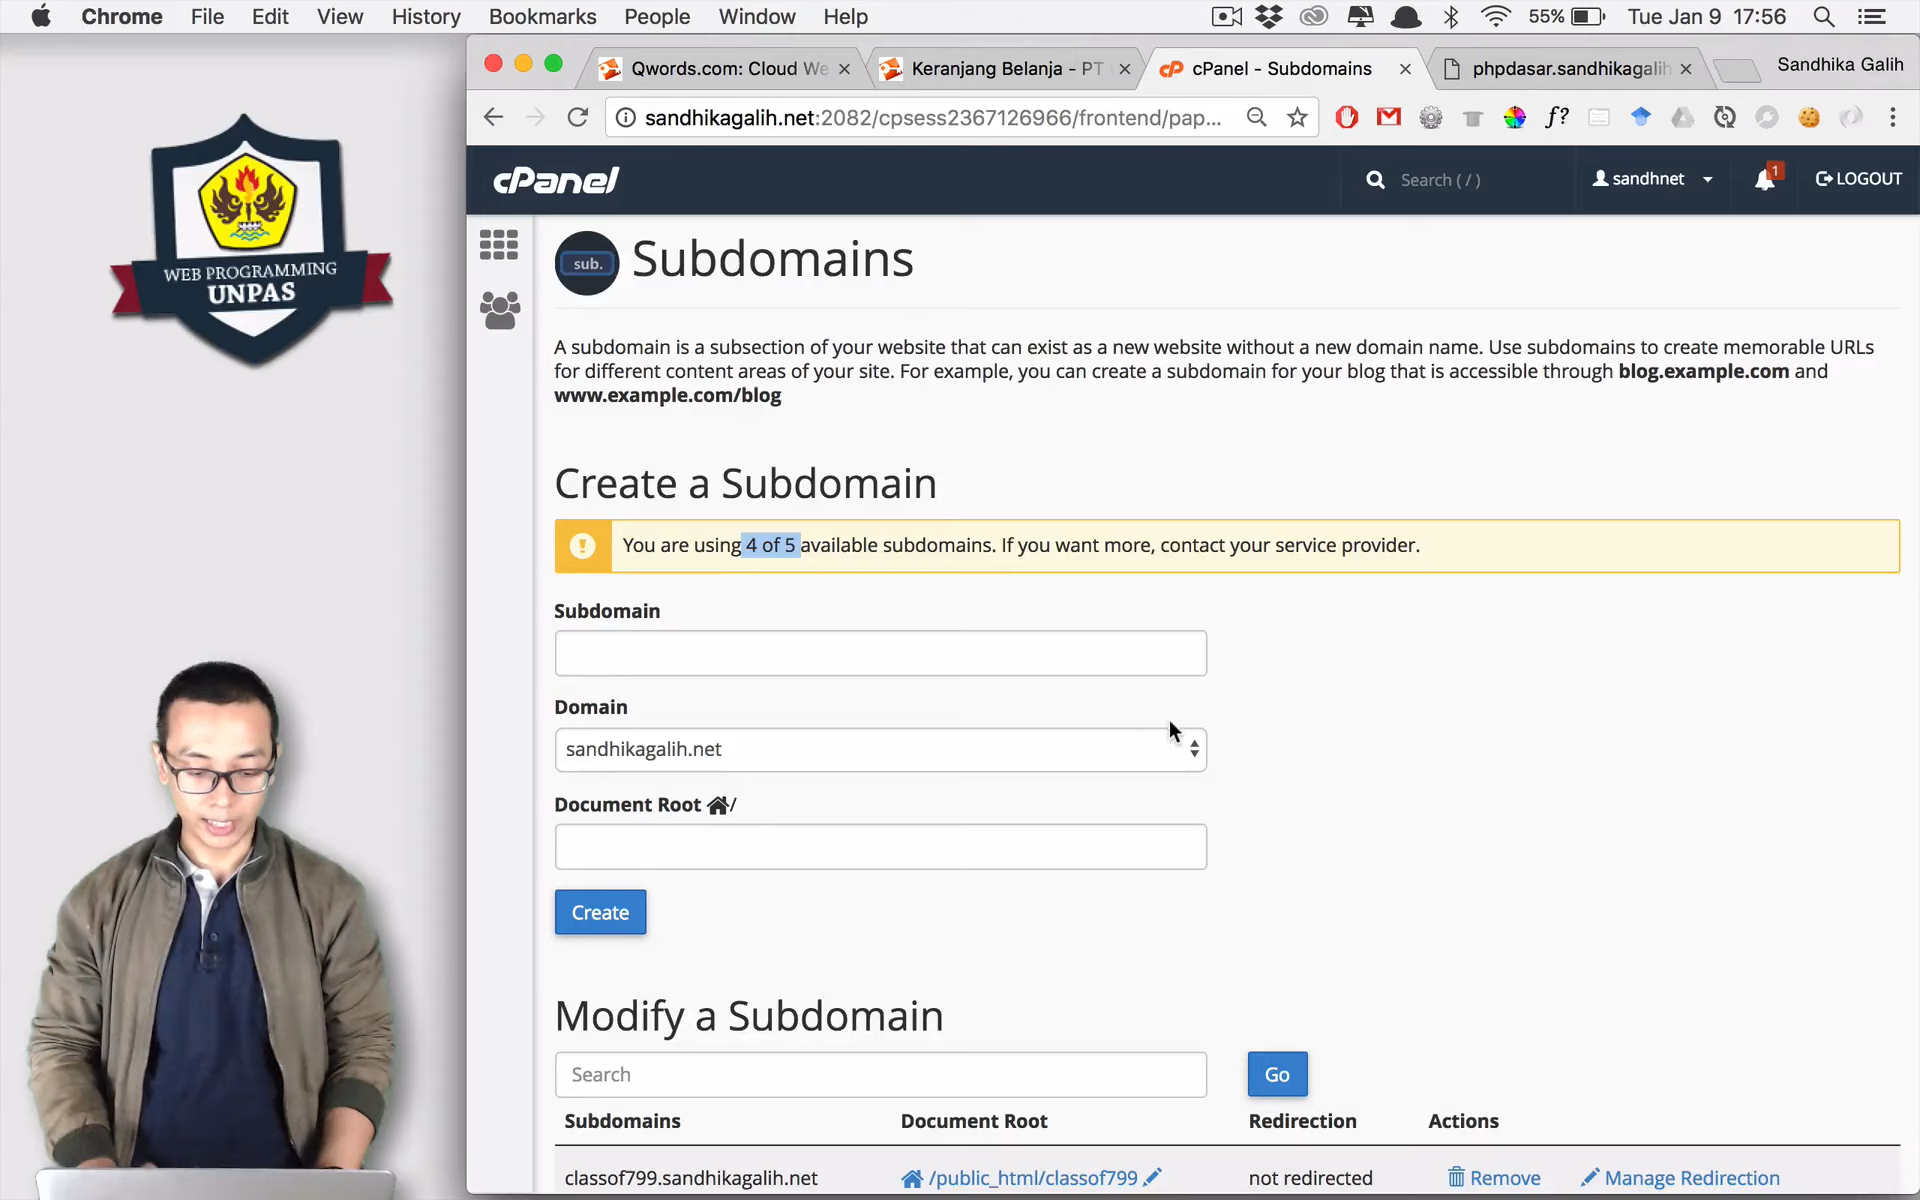 Chrome File Edit View History Bookmarks People Window Help 55% Tue Jan 9 17:56
Qwords.com: Cloud We
Keranjang Belanja - PT
cPanel - Subdomains
phpdasar.sandhikagalih
Sandhika Galih
sandhikagalih.net:2082/cpsess2367126966/frontend/pap...
f?
cPanel
Search ( / )
sandhnet
1
LOGOUT
WEB PROGRAMMING
UNPAS
sub.
Subdomains
A subdomain is a subsection of your website that can exist as a new website without a new domain name. Use subdomains to create memorable URLs
for different content areas of your site. For example, you can create a subdomain for your blog that is accessible through blog.example.com and
www.example.com/blog
Create a Subdomain
You are using 4 of 5 available subdomains. If you want more, contact your service provider.
Subdomain
Domain
sandhikagalih.net
Document Root /
Create
Modify a Subdomain
Search
Go
Subdomains Document Root Redirection Actions
classof799.sandhikagalih.net /public_html/classof799 not redirected Remove Manage Redirection